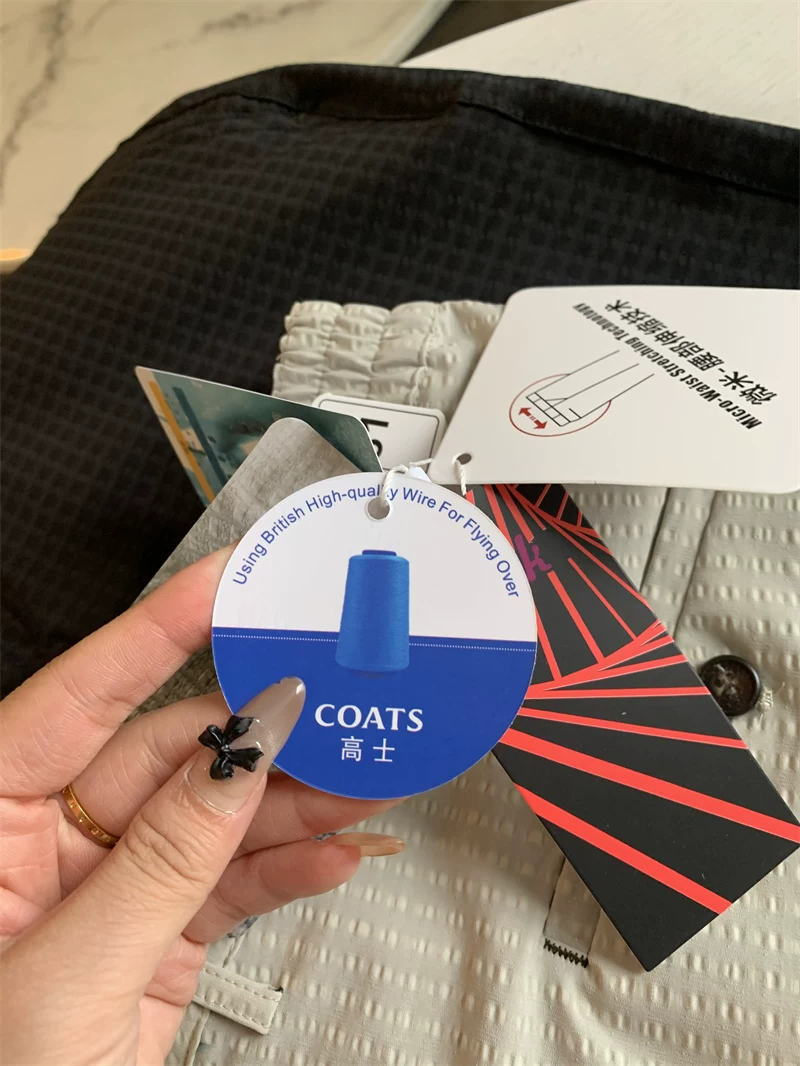 Using British High-quality Wire For Flying Over
COATS
高士
Micro-Waist Stretching Technology
微米-腰部伸缩技术